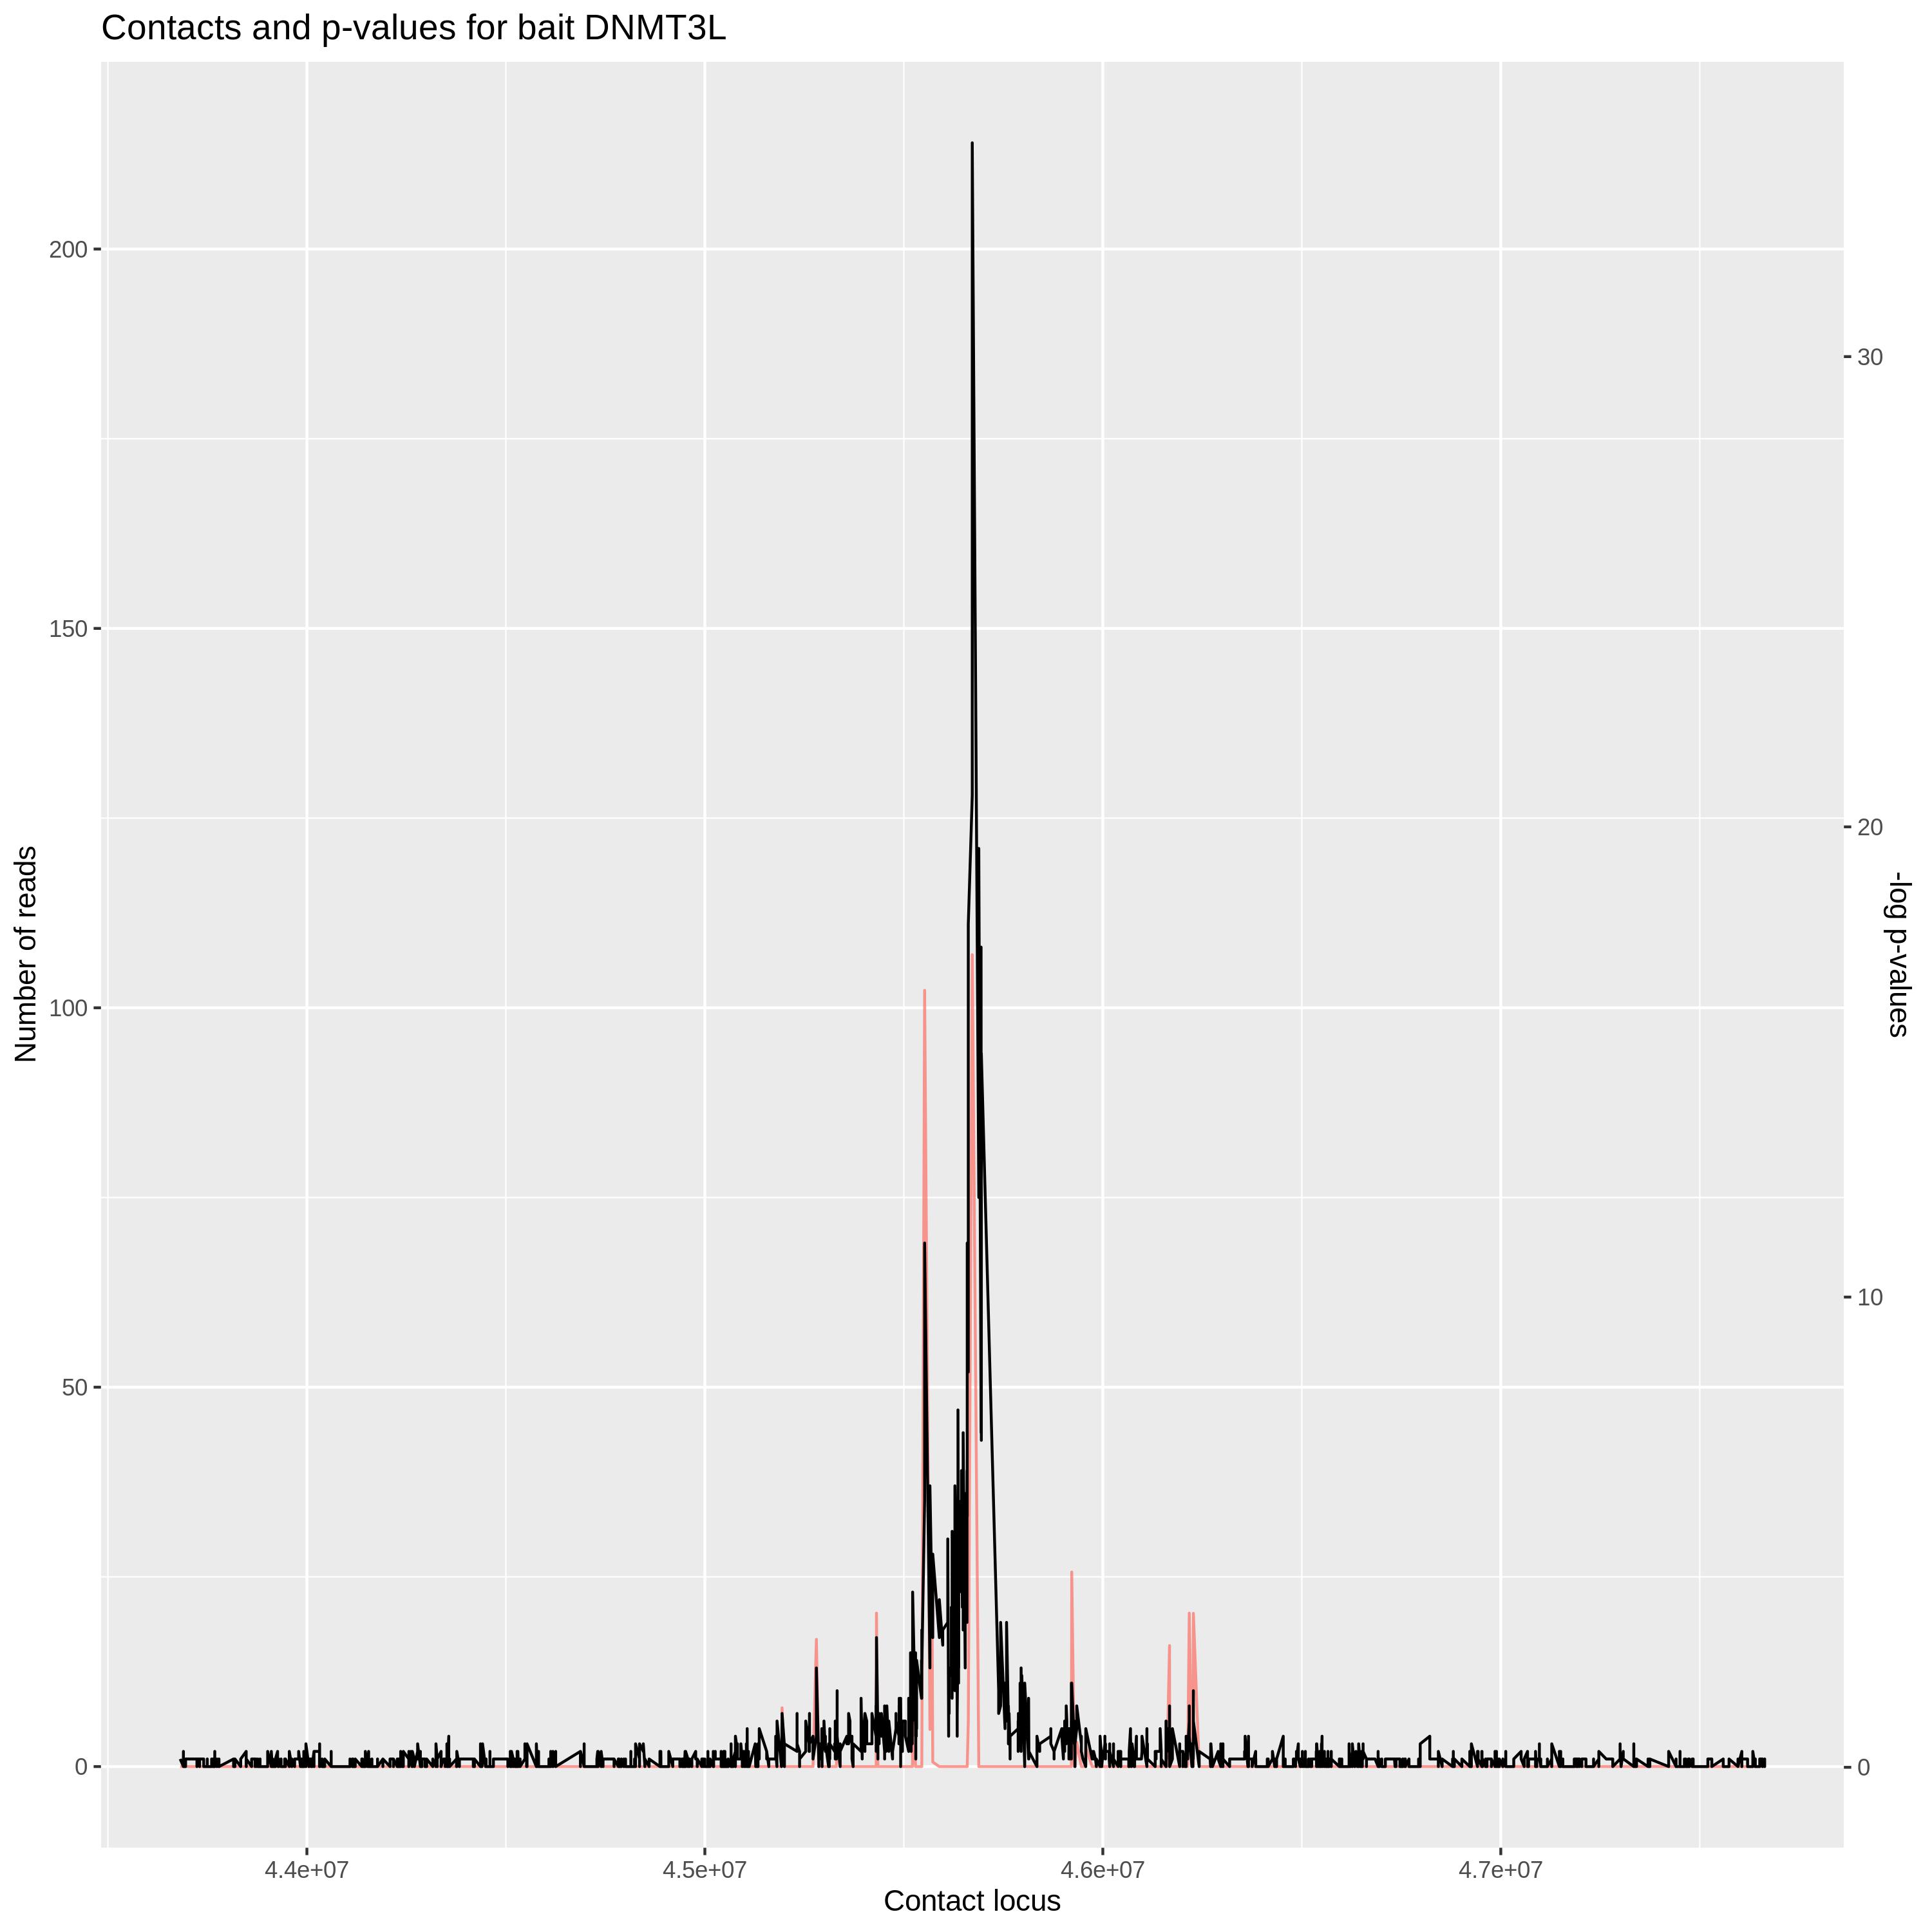 Contacts and p-values for bait DNMT3L
Number of reads
200
150
100
50
0
30
20
10
0
-log p-values
4.4e+07 4.5e+07 4.6e+07 4.7e+07
Contact locus